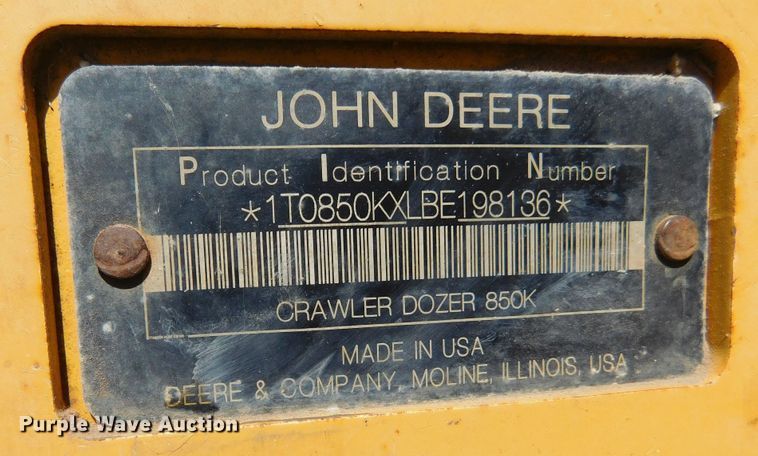 JOHN DEERE
Product Identification Number
*1T0850KXLBE198136*
CRAWLER DOZER 850K
MADE IN USA
DEERE & COMPANY, MOLINE, ILLINOIS, USA
Purple Wave Auction